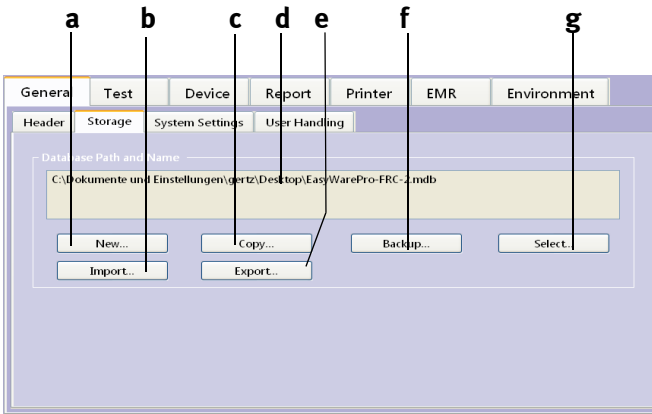 a b c d e f g
General Test Device Report Printer EMR Environment
Header Storage System Settings User Handling
Database Path and Name
C:\Dokumente und Einstellungen\gertz\Desktop\EasyWarePro-FRC-2.mdb
New... Copy... Backup... Select...
Import... Export...